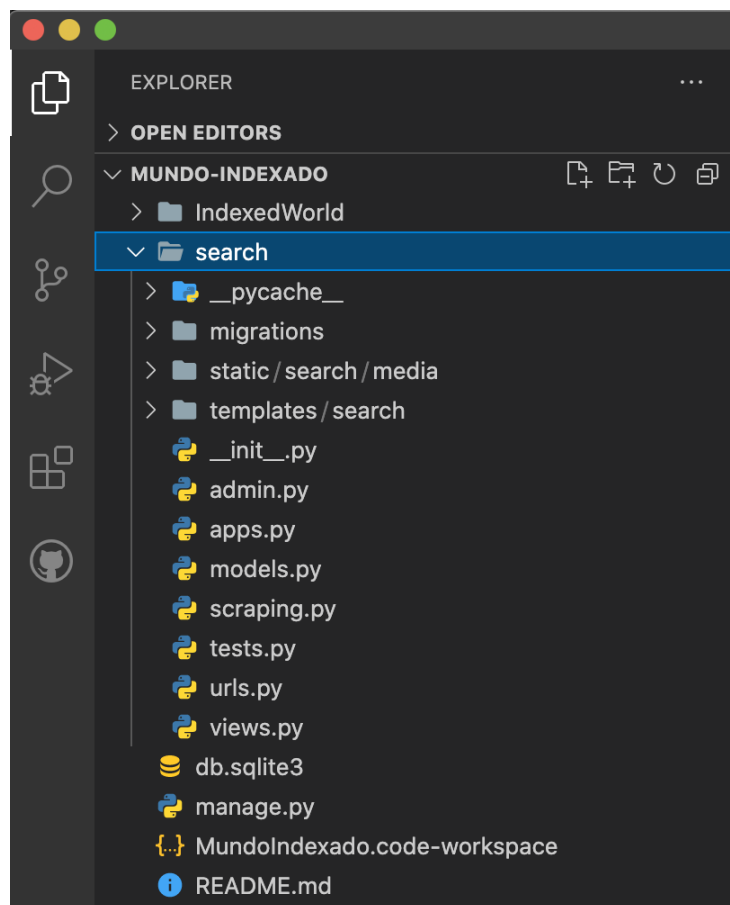 EXPLORER
OPEN EDITORS
MUNDO-INDEXADO
IndexedWorld
search
__pycache__
migrations
static/search/media
templates/search
__init__.py
admin.py
apps.py
models.py
scraping.py
tests.py
urls.py
views.py
db.sqlite3
manage.py
{...} MundoIndexado.code-workspace
README.md